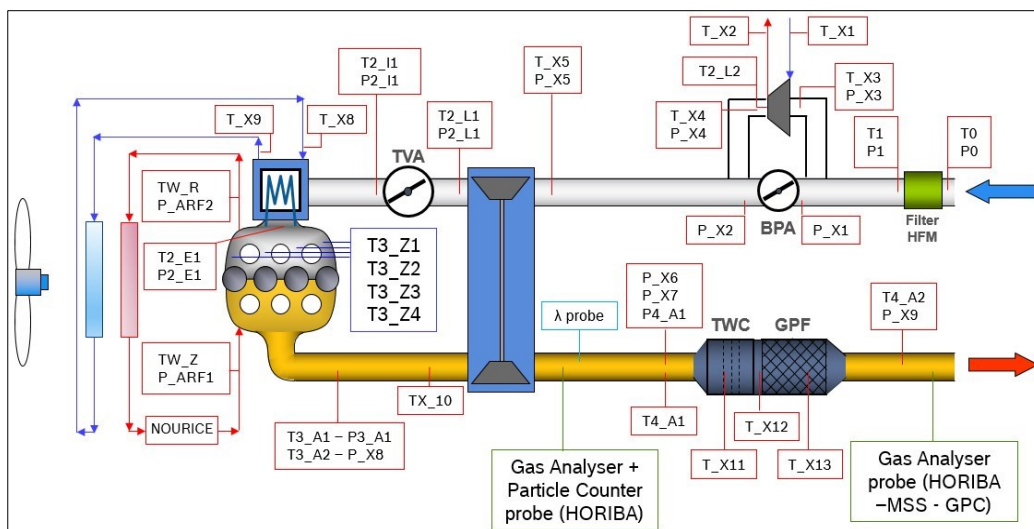 T_X2
T_X1
T2_I1
P2_I1
T_X5
P_X5
T2_L2
T_X3
P_X3
T_X9
T_X8
T2_L1
P2_L1
T_X4
P_X4
T1
P1
T0
P0
TVA
TW_R
P_ARF2
P_X2
BPA
P_X1
Filter
HFM
T2_E1
P2_E1
T3_Z1
T3_Z2
T3_Z3
T3_Z4
P_X6
P_X7
P4_A1
λ probe
TWC
GPF
T4_A2
P_X9
TW_Z
P_ARF1
TX_10
NOURICE
T3_A1 – P3_A1
T3_A2 – P_X8
T4_A1
T_X12
T_X11
T_X13
Gas Analyser +
Particle Counter
probe (HORIBA)
Gas Analyser
probe (HORIBA
–MSS - GPC)